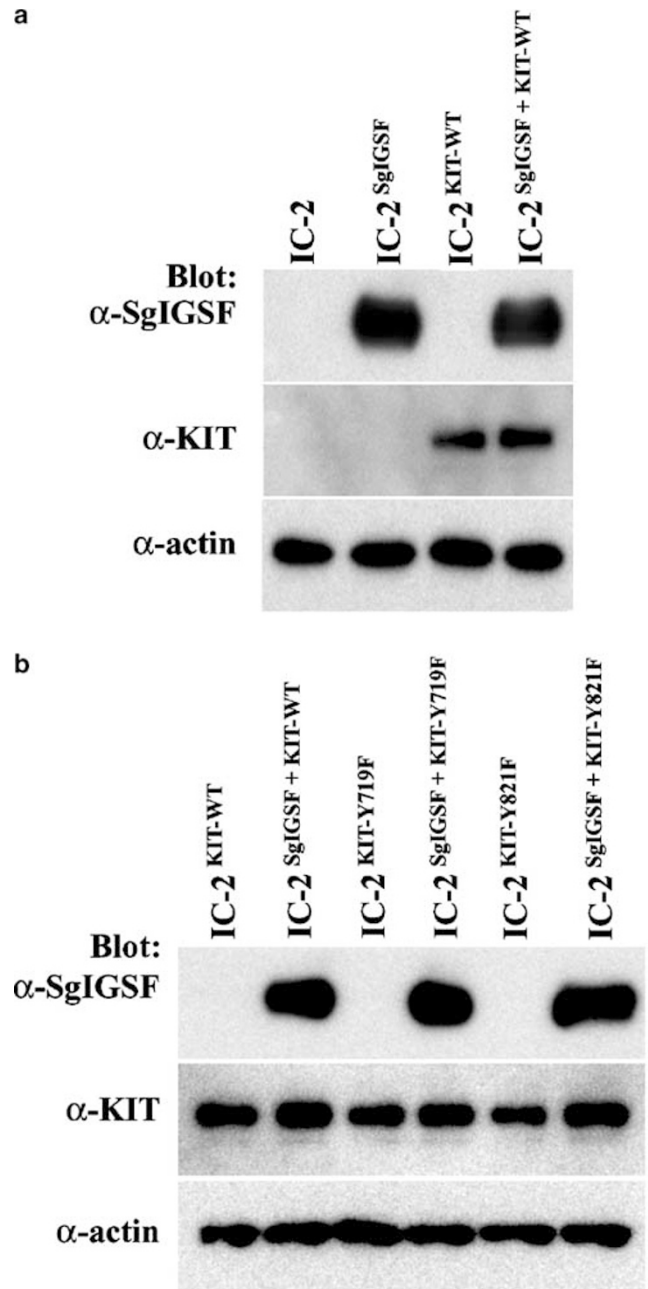 a
IC-2
IC-2 SgIGSF
IC-2 KIT-WT
IC-2 SgIGSF + KIT-WT
Blot:
α-SgIGSF
α-KIT
α-actin
b
IC-2 KIT-WT
IC-2 SgIGSF + KIT-WT
IC-2 KIT-Y719F
IC-2 SgIGSF + KIT-Y719F
IC-2 KIT-Y821F
IC-2 SgIGSF + KIT-Y821F
Blot:
α-SgIGSF
α-KIT
α-actin